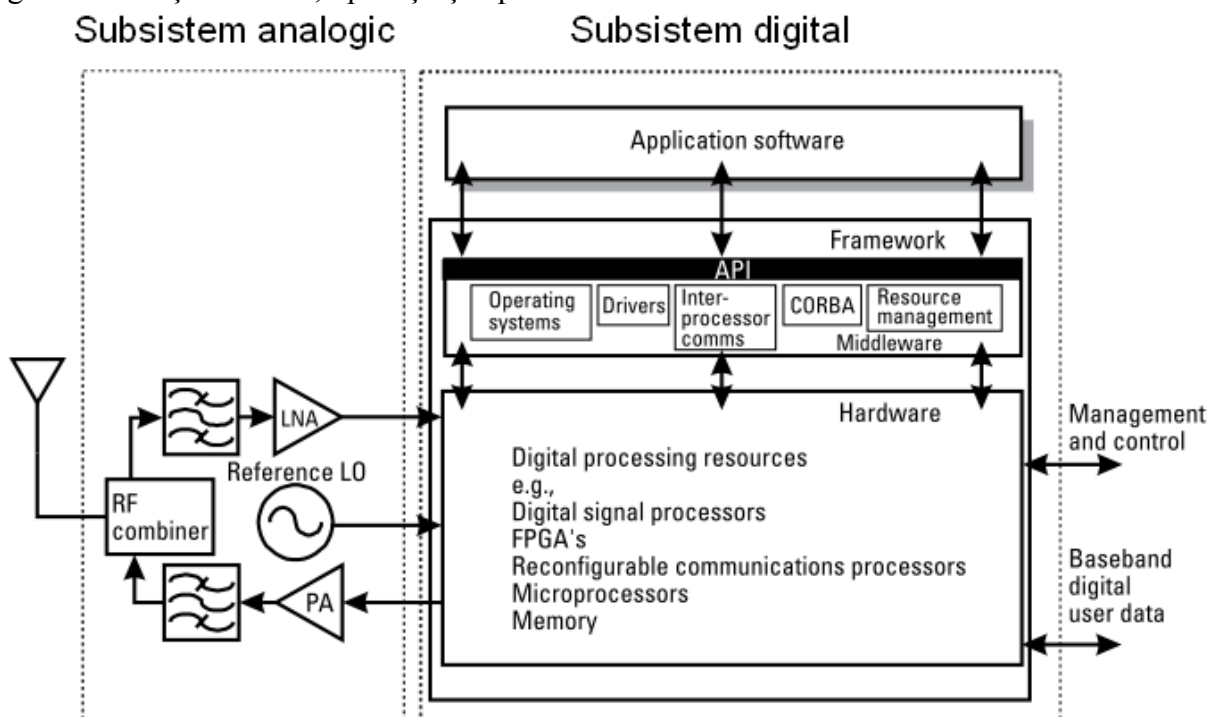 Subsistem analogic
Subsistem digital
Application software
Framework
API
Operating
systems
Drivers
Inter-
processor
comms
CORBA
Resource
management
Middleware
Hardware
LNA
Reference LO
RF
combiner
PA
Digital processing resources
e.g.,
Digital signal processors
FPGA's
Reconfigurable communications processors
Microprocessors
Memory
Management
and control
Baseband
digital
user data